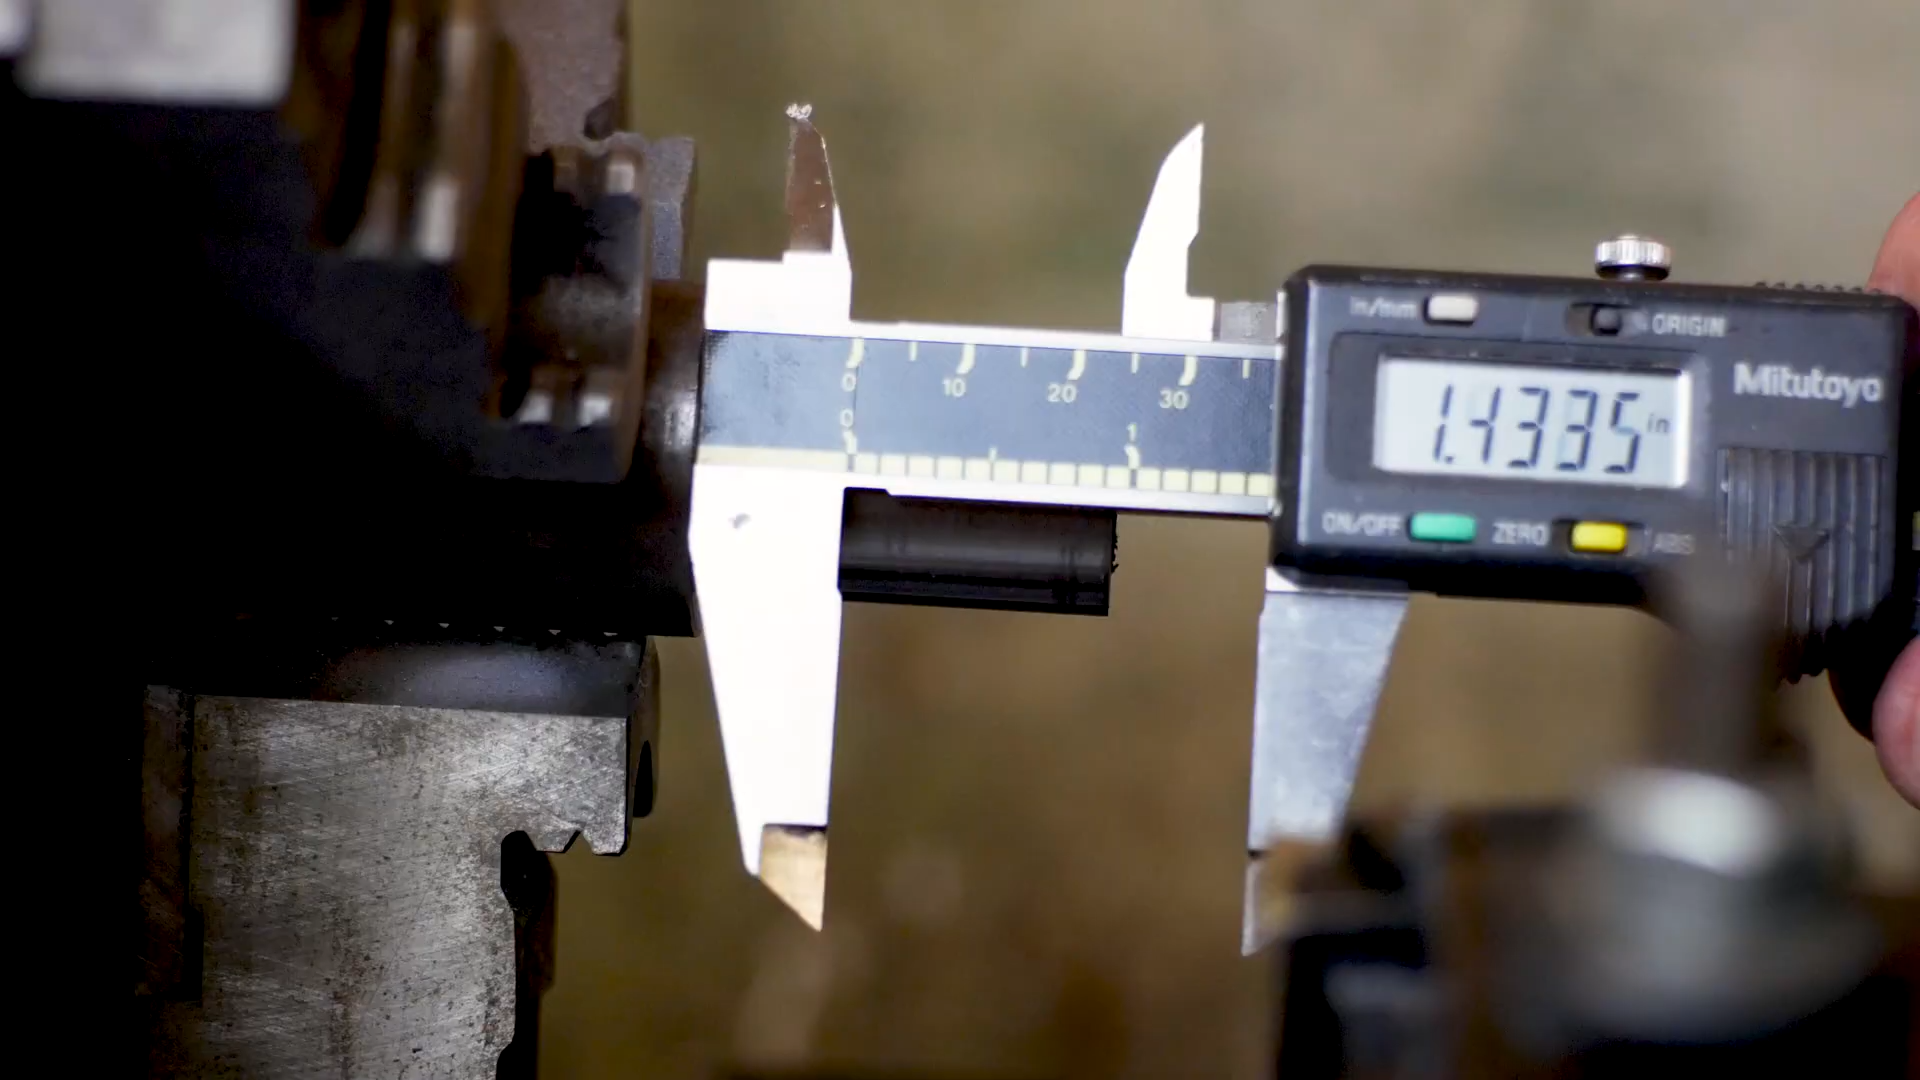 in/mm ORIGIN
Mitutoyo
1.4335 in
ON/OFF ZERO ABS
0 10 20 30
0 1